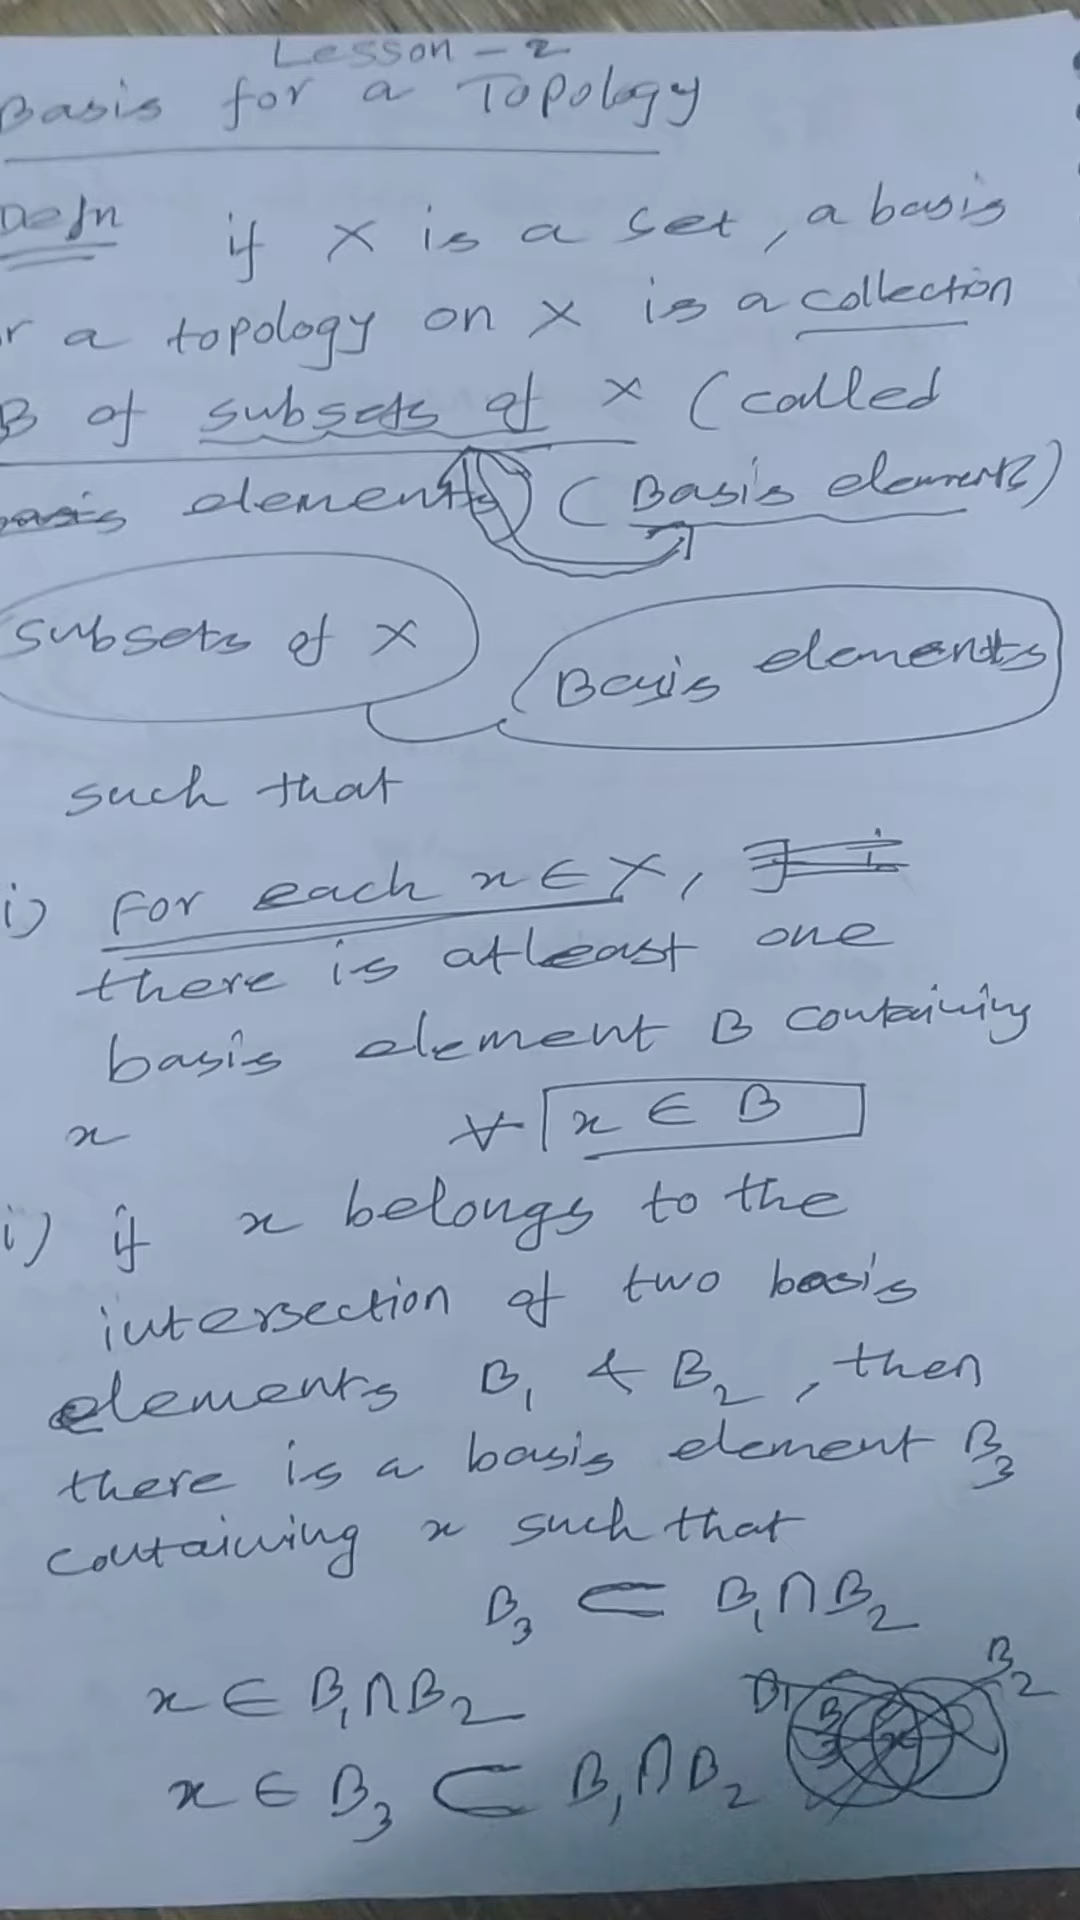 Lesson - 2
Basis for a Topology
Defn if X is a set, a basis
r a topology on X is a collection
B of subsets of X (called
basis elements) (Basis elements)
subsets of X
Basis elements
such that
i) For each x ∈ X,
there is atleast one
basis element B containing
x ∀ x ∈ B
i) if x belongs to the
intersection of two basis
elements B₁ & B₂, then
there is a basis element B₃
containing x such that
B₃ ⊂ B₁∩B₂
x ∈ B₁∩B₂
B₁ B₃ x B₂
x ∈ B₃ ⊂ B₁∩B₂